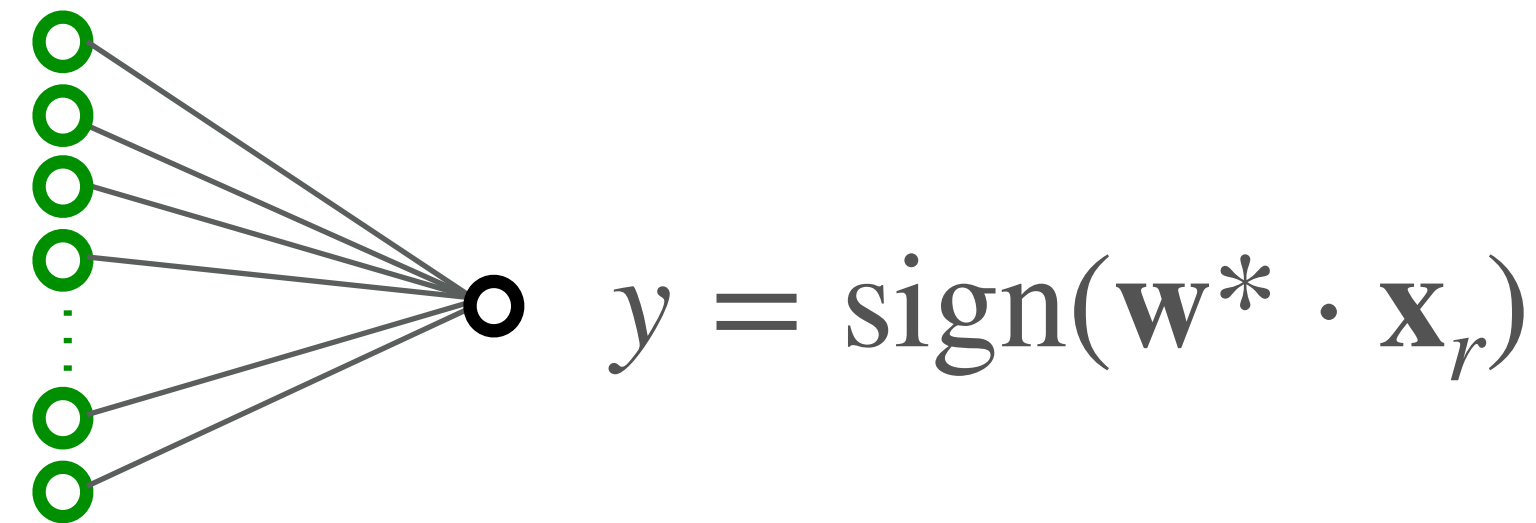 y = sign(w* · x_r)